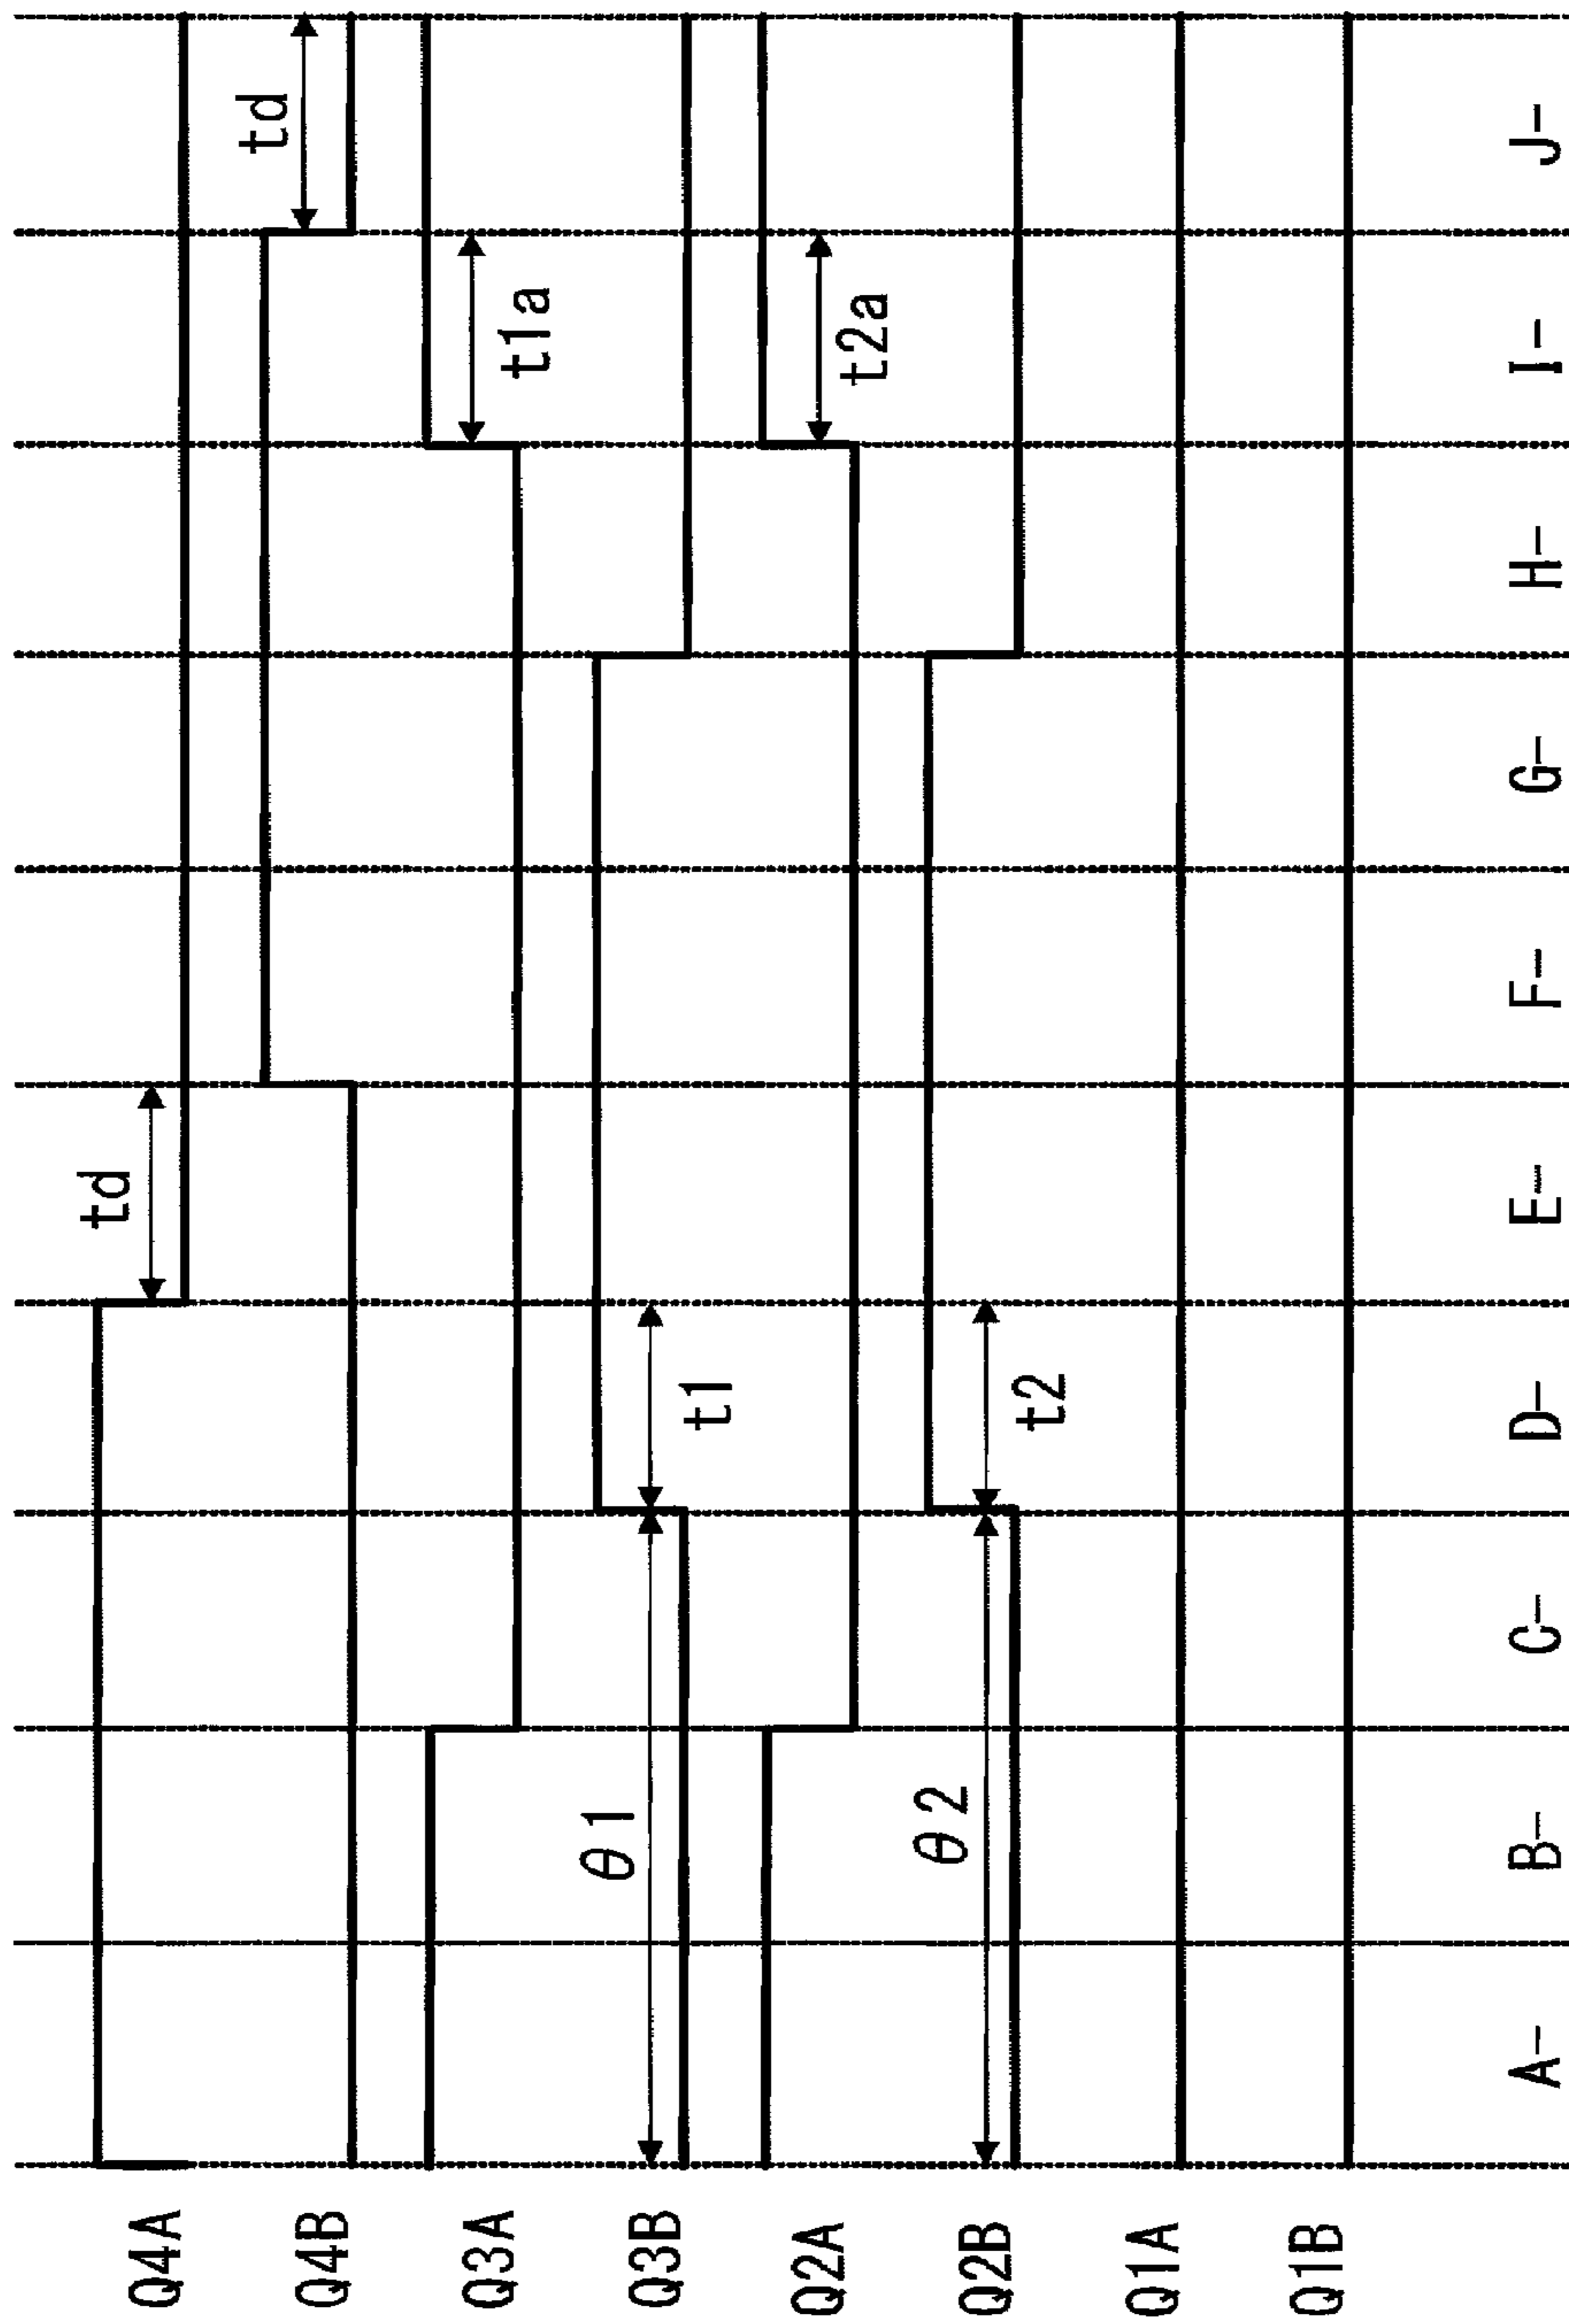 Q4A
td
Q4B
td
Q3A
t1a
Q3B
θ1
t1
Q2A
t2a
Q2B
θ2
t2
Q1A
Q1B
A- B- C- D- E- F- G- H- I- J-